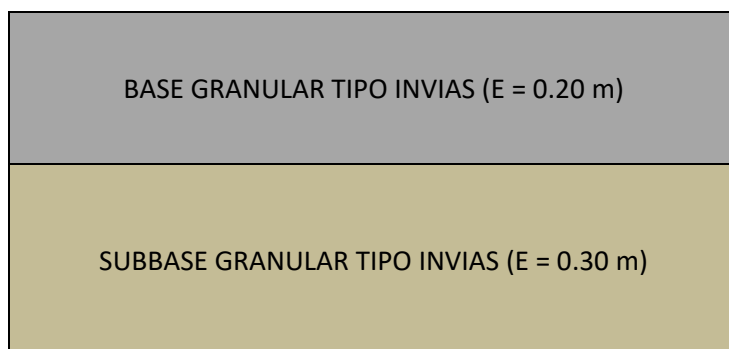 BASE GRANULAR TIPO INVIAS (E = 0.20 m)
SUBBASE GRANULAR TIPO INVIAS (E = 0.30 m)